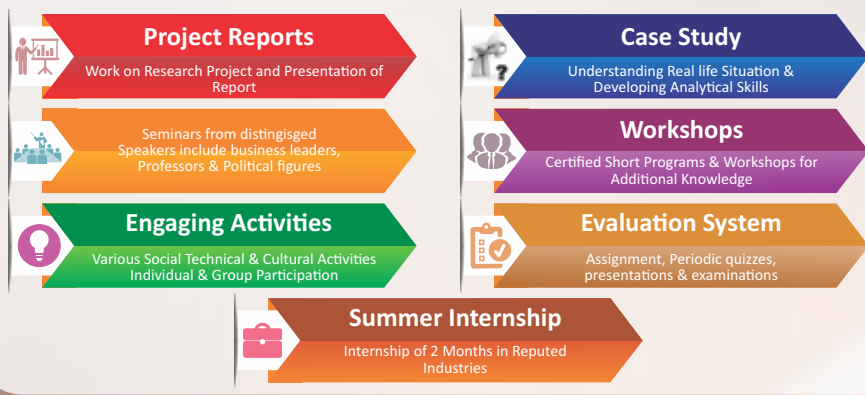 Project Reports
Work on Research Project and Presentation of
Report
Case Study
Understanding Real life Situation &
Developing Analytical Skills
Seminars from distingisged
Speakers include business leaders,
Professors & Political figures
Workshops
Certified Short Programs & Workshops for
Additional Knowledge
Engaging Activities
Various Social Technical & Cultural Activities
Individual & Group Participation
Evaluation System
Assignment, Periodic quizzes,
presentations & examinations
Summer Internship
Internship of 2 Months in Reputed
Industries